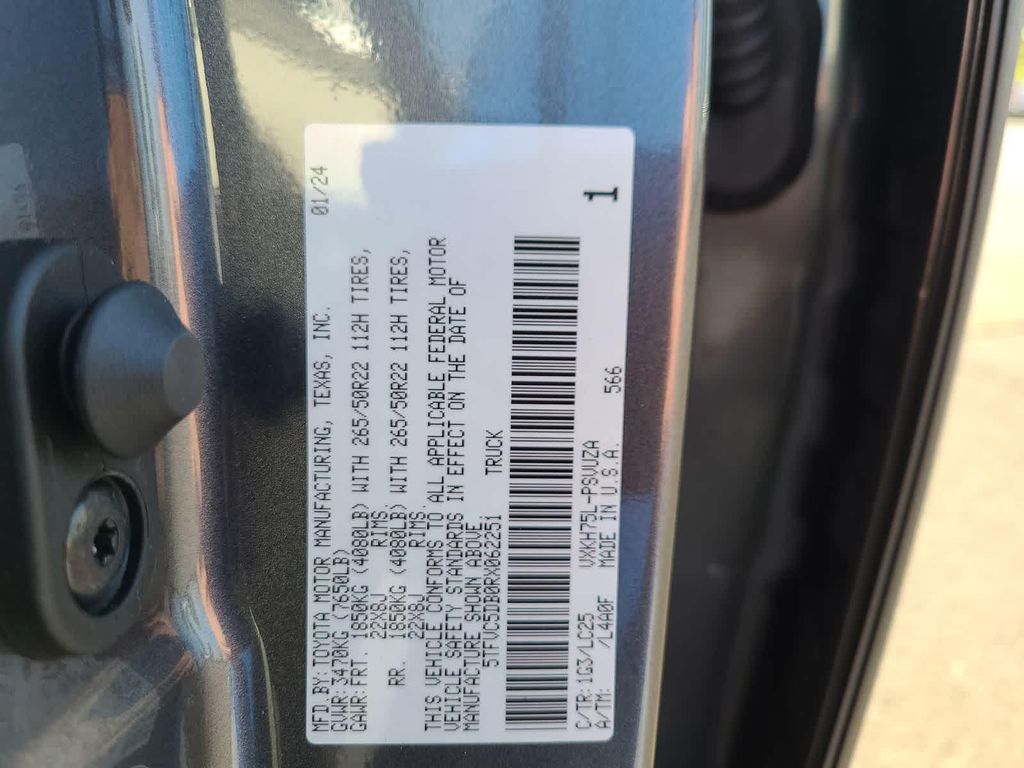 MFD BY:TOYOTA MOTOR MANUFACTURING, TEXAS, INC. 01/24
GVWR:3470KG (7650LB)
GAWR:FRT. 1850KG (4080LB) WITH 265/50R22 112H TIRES,
22X8J RIMS.
RR. 1850KG (4080LB) WITH 265/50R22 112H TIRES,
22X8J RIMS.
THIS VEHICLE CONFORMS TO ALL APPLICABLE FEDERAL MOTOR
VEHICLE SAFETY STANDARDS IN EFFECT ON THE DATE OF
MANUFACTURE SHOWN ABOVE.
TRUCK
1
C/TR:1G3/LC25 VXKH75L-PSVUZA 566
A/TM: /L4A0F MADE IN U.S.A.